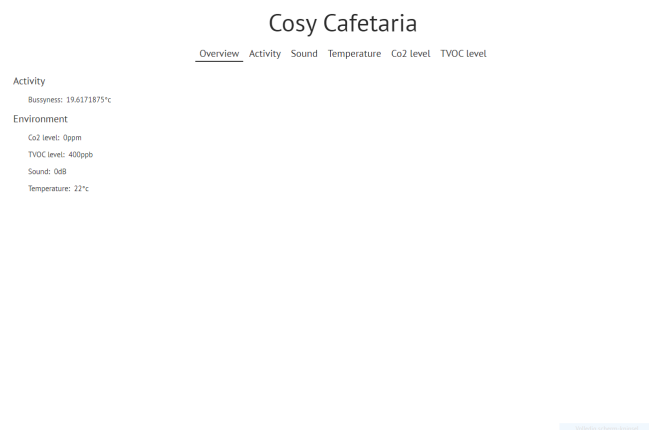 Cosy Cafetaria
Overview Activity Sound Temperature Co2 level TVOC level
Activity
Bussyness: 19.6171875°c
Environment
Co2 level: 0ppm
TVOC level: 400ppb
Sound: 0dB
Temperature: 22°c